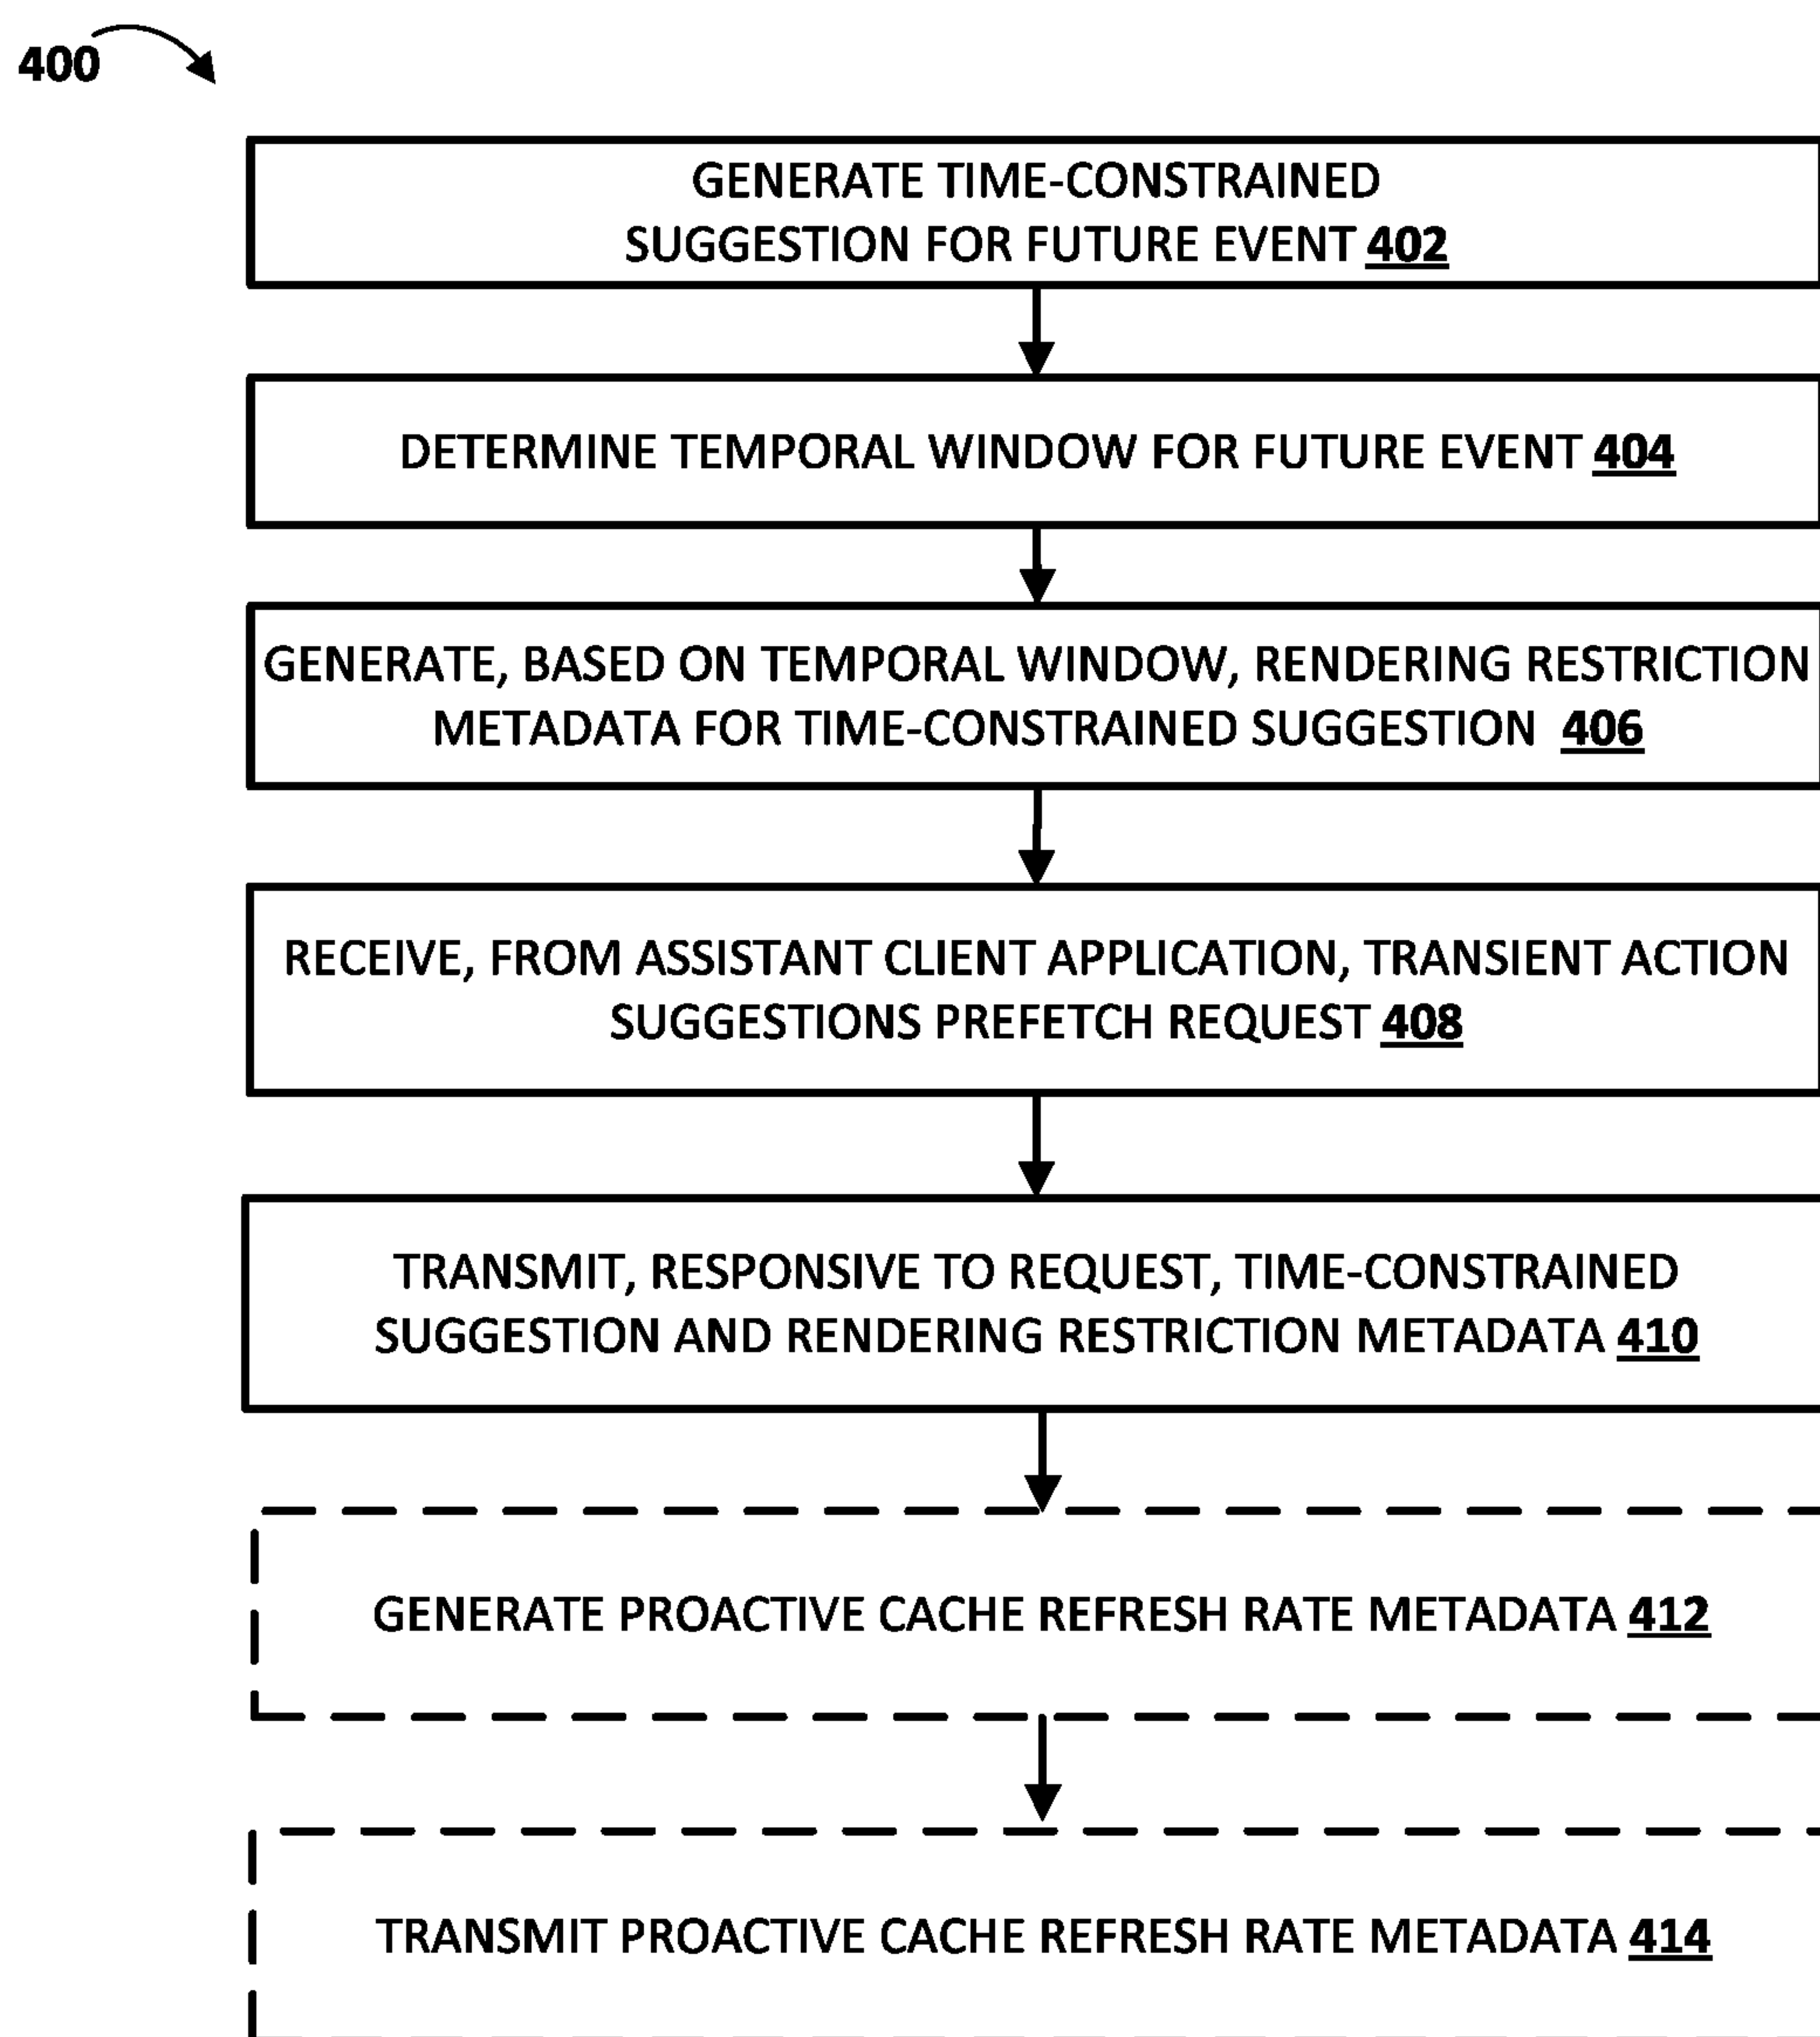 400
GENERATE TIME-CONSTRAINED
SUGGESTION FOR FUTURE EVENT 402
DETERMINE TEMPORAL WINDOW FOR FUTURE EVENT 404
GENERATE, BASED ON TEMPORAL WINDOW, RENDERING RESTRICTION
METADATA FOR TIME-CONSTRAINED SUGGESTION 406
RECEIVE, FROM ASSISTANT CLIENT APPLICATION, TRANSIENT ACTION
SUGGESTIONS PREFETCH REQUEST 408
TRANSMIT, RESPONSIVE TO REQUEST, TIME-CONSTRAINED
SUGGESTION AND RENDERING RESTRICTION METADATA 410
GENERATE PROACTIVE CACHE REFRESH RATE METADATA 412
TRANSMIT PROACTIVE CACHE REFRESH RATE METADATA 414